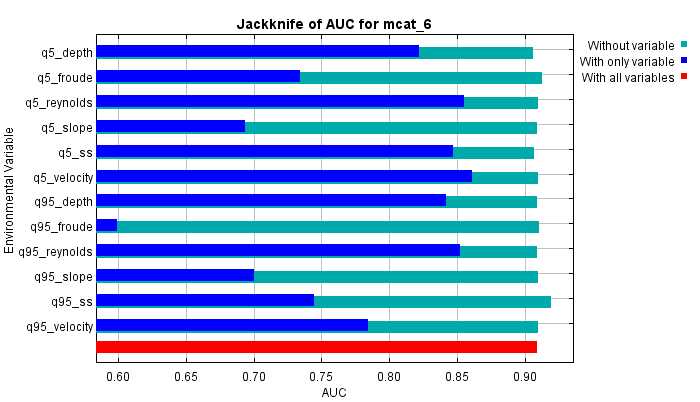 Jackknife of AUC for mcat_6
Without variable
With only variable
With all variables
Environmental Variable
q5_depth
q5_froude
q5_reynolds
q5_slope
q5_ss
q5_velocity
q95_depth
q95_froude
q95_reynolds
q95_slope
q95_ss
q95_velocity
0.60 0.65 0.70 0.75 0.80 0.85 0.90
AUC